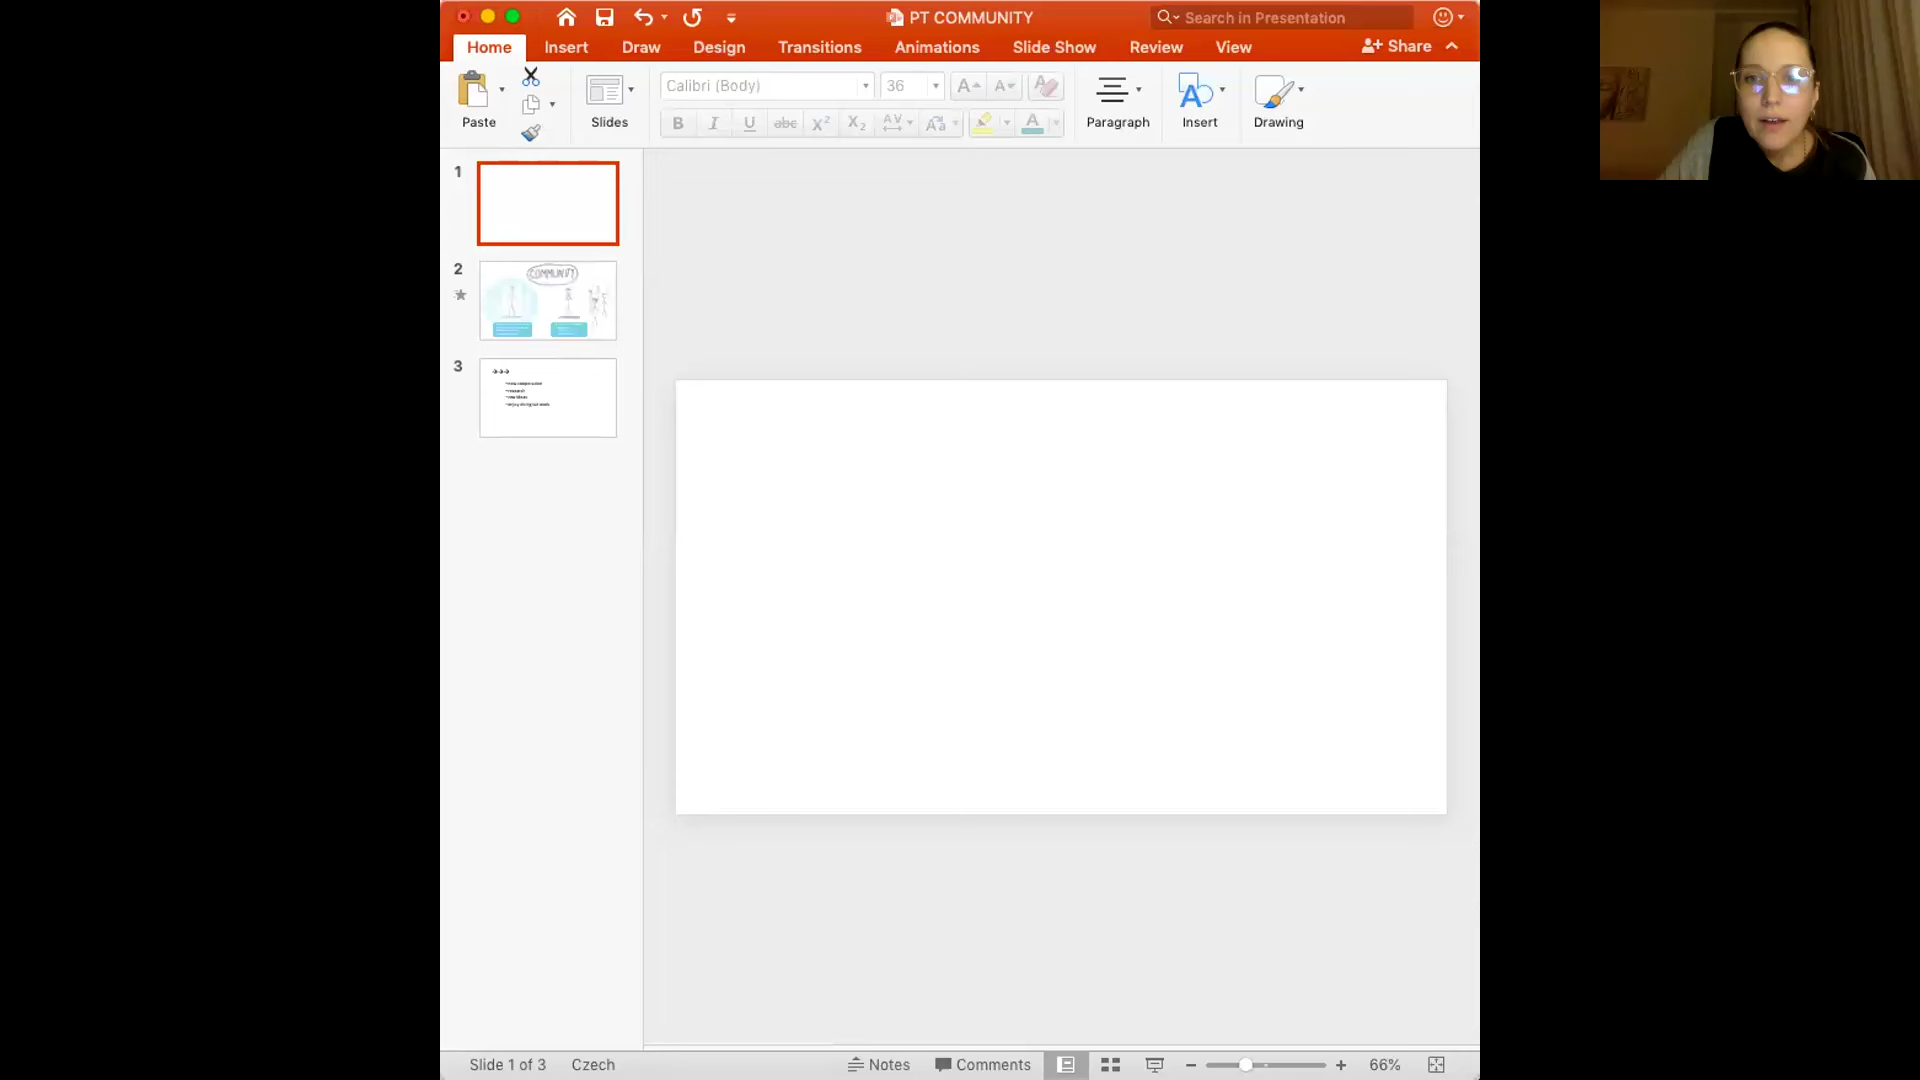 PT COMMUNITY
Search in Presentation
Home Insert Draw Design Transitions Animations Slide Show Review View Share
Paste
Slides
Calibri (Body) 36
Paragraph
Insert
Drawing
1
2
COMMUNITY
3
Slide 1 of 3 Czech Notes Comments 66%